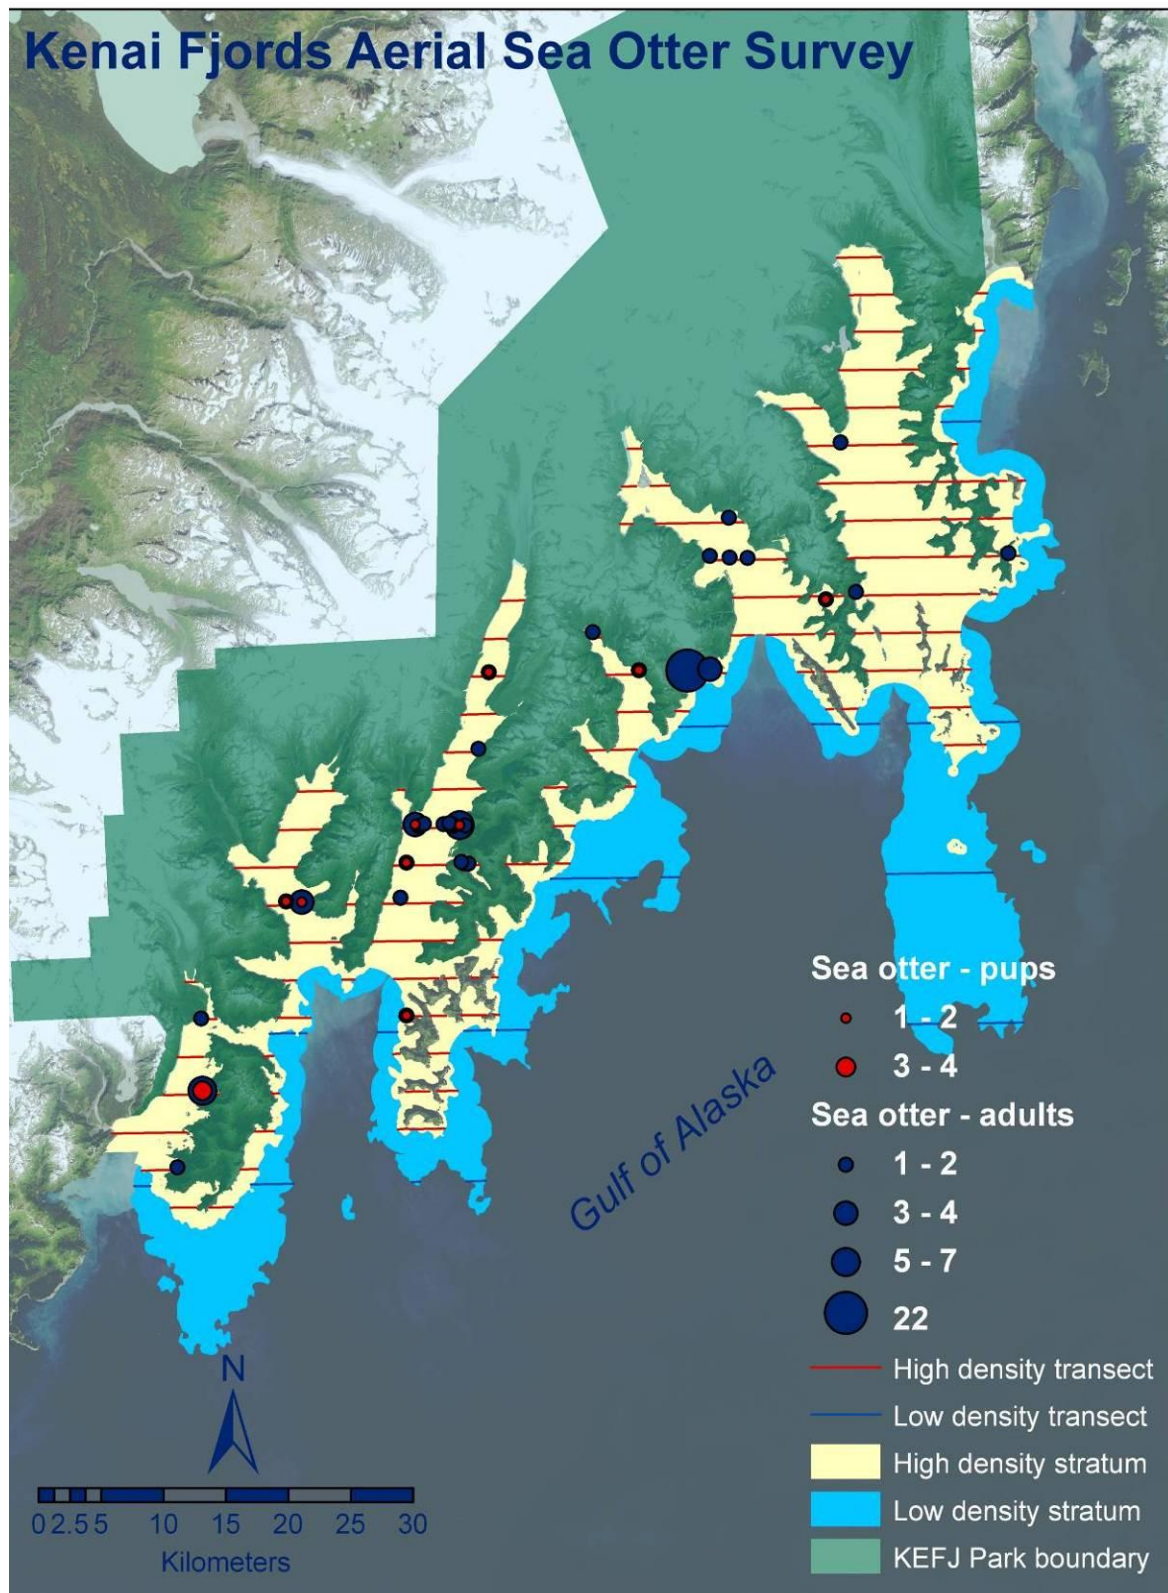 Kenai Fjords Aerial Sea Otter Survey
Sea otter - pups
1 - 2
3 - 4
Sea otter - adults
1 - 2
3 - 4
5 - 7
22
High density transect
Low density transect
High density stratum
Low density stratum
KEFJ Park boundary
Gulf of Alaska
N
0 2.5 5 10 15 20 25 30
Kilometers